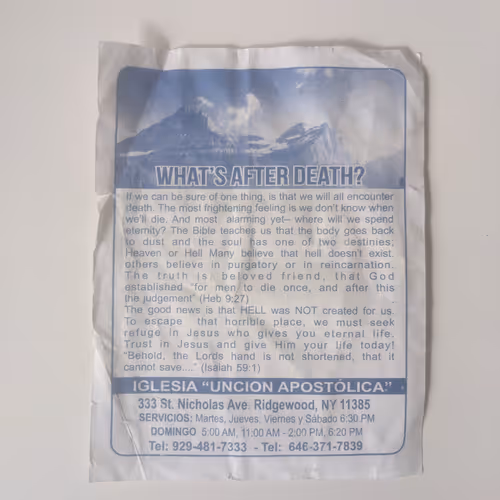 WHAT'S AFTER DEATH?
If we can be sure of one thing, is that we will all encounter
death. The most frightening feeling is we don't know when
we'll die. And most alarming yet– where will we spend
eternity? The Bible teaches us that the body goes back
to dust and the soul has one of two destinies;
Heaven or Hell Many believe that hell doesn't exist,
others believe in purgatory or in reincarnation.
The truth is beloved friend, that God
established “for men to die once, and after this
the judgement” (Heb 9:27)
The good news is that HELL was NOT created for us.
To escape that horrible place, we must seek
refuge in Jesus who gives you eternal life.
Trust in Jesus and give Him your life today!
“Behold, the Lords hand is not shortened, that it
cannot save....” (Isaiah 59:1)
IGLESIA “UNCION APOSTÓLICA”
333 St. Nicholas Ave. Ridgewood, NY 11385
SERVICIOS: Martes, Jueves, Viernes y Sábado 6:30 PM
DOMINGO 5:00 AM, 11:00 AM - 2:00 PM, 6:20 PM
Tel: 929-481-7333 - Tel: 646-371-7839